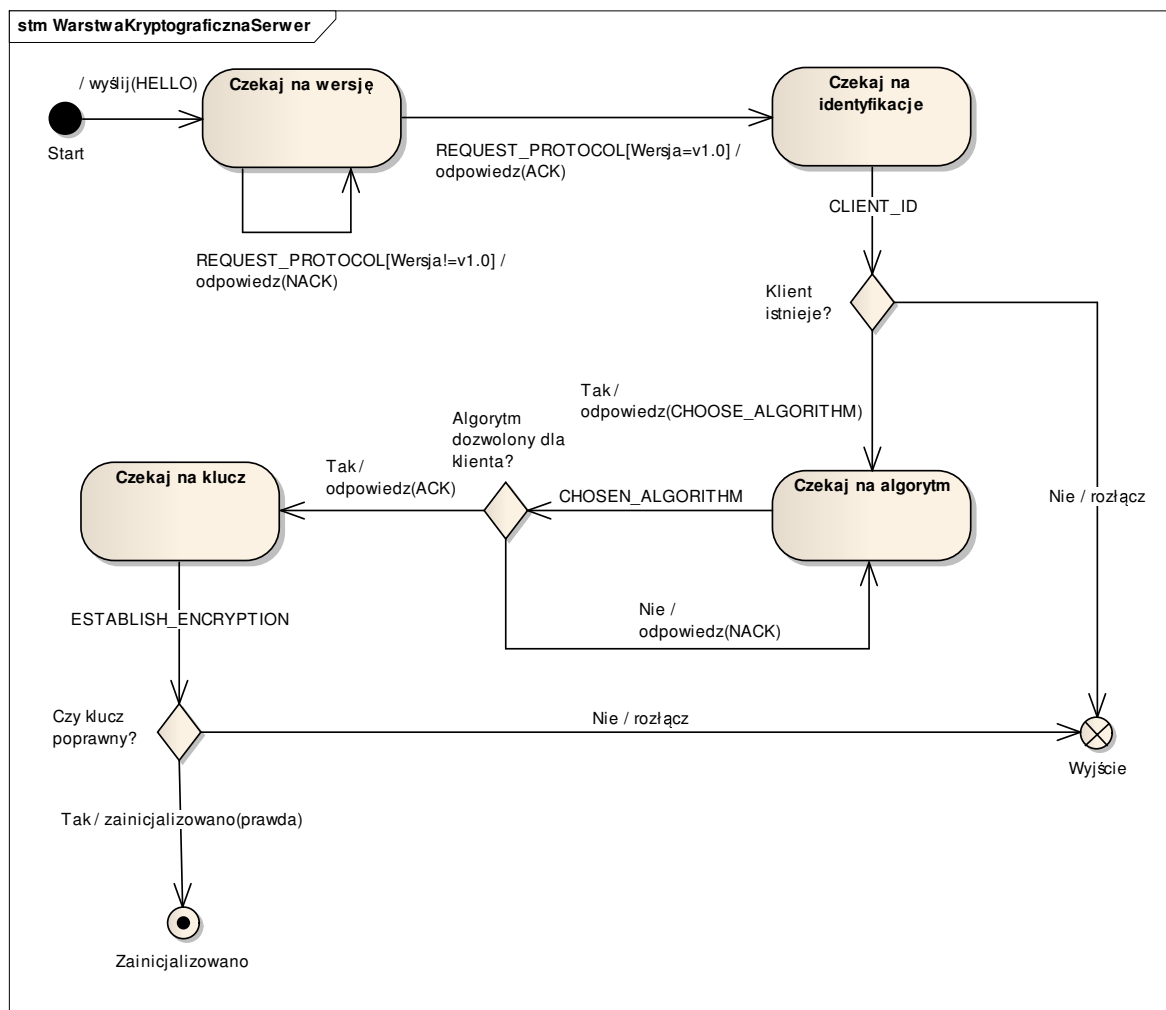 stm WarstwaKryptograficznaSerwer
/ wyślij(HELLO)
Czekaj na wersję
Czekaj na
identyfikacje
Start
REQUEST_PROTOCOL[Wersja=v1.0] /
odpowiedz(ACK)
CLIENT_ID
REQUEST_PROTOCOL[Wersja!=v1.0] /
odpowiedz(NACK)
Klient
istnieje?
Tak /
odpowiedz(CHOOSE_ALGORITHM)
Algorytm
dozwolony dla
klienta?
Czekaj na klucz
Tak /
odpowiedz(ACK)
CHOSEN_ALGORITHM
Czekaj na algorytm
Nie / rozłącz
ESTABLISH_ENCRYPTION
Nie /
odpowiedz(NACK)
Czy klucz
poprawny?
Nie / rozłącz
Wyjście
Tak / zainicjalizowano(prawda)
Zainicjalizowano